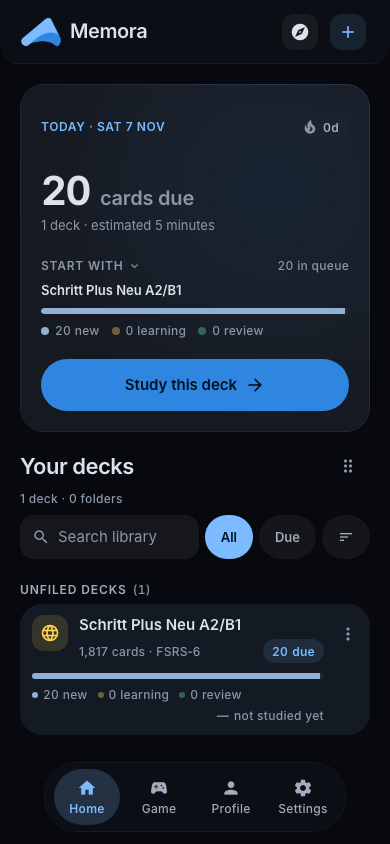 Memora
TODAY · SAT 7 NOV
0d
20 cards due
1 deck · estimated 5 minutes
START WITH
20 in queue
Schritt Plus Neu A2/B1
20 new 0 learning 0 review
Study this deck
Your decks
1 deck · 0 folders
Search library
All
Due
UNFILED DECKS (1)
Schritt Plus Neu A2/B1
1,817 cards · FSRS-6
20 due
20 new 0 learning 0 review
— not studied yet
Home Game Profile Settings